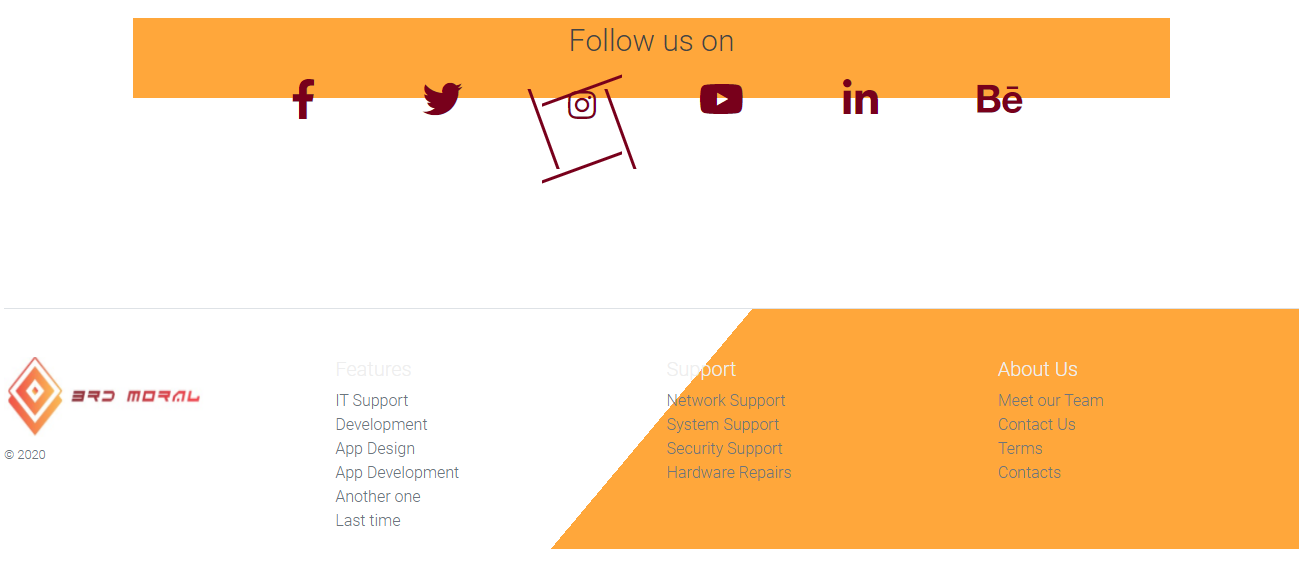 Follow us on
Bē
3RD MORAL
© 2020
Features
IT Support
Development
App Design
App Development
Another one
Last time
Support
Network Support
System Support
Security Support
Hardware Repairs
About Us
Meet our Team
Contact Us
Terms
Contacts